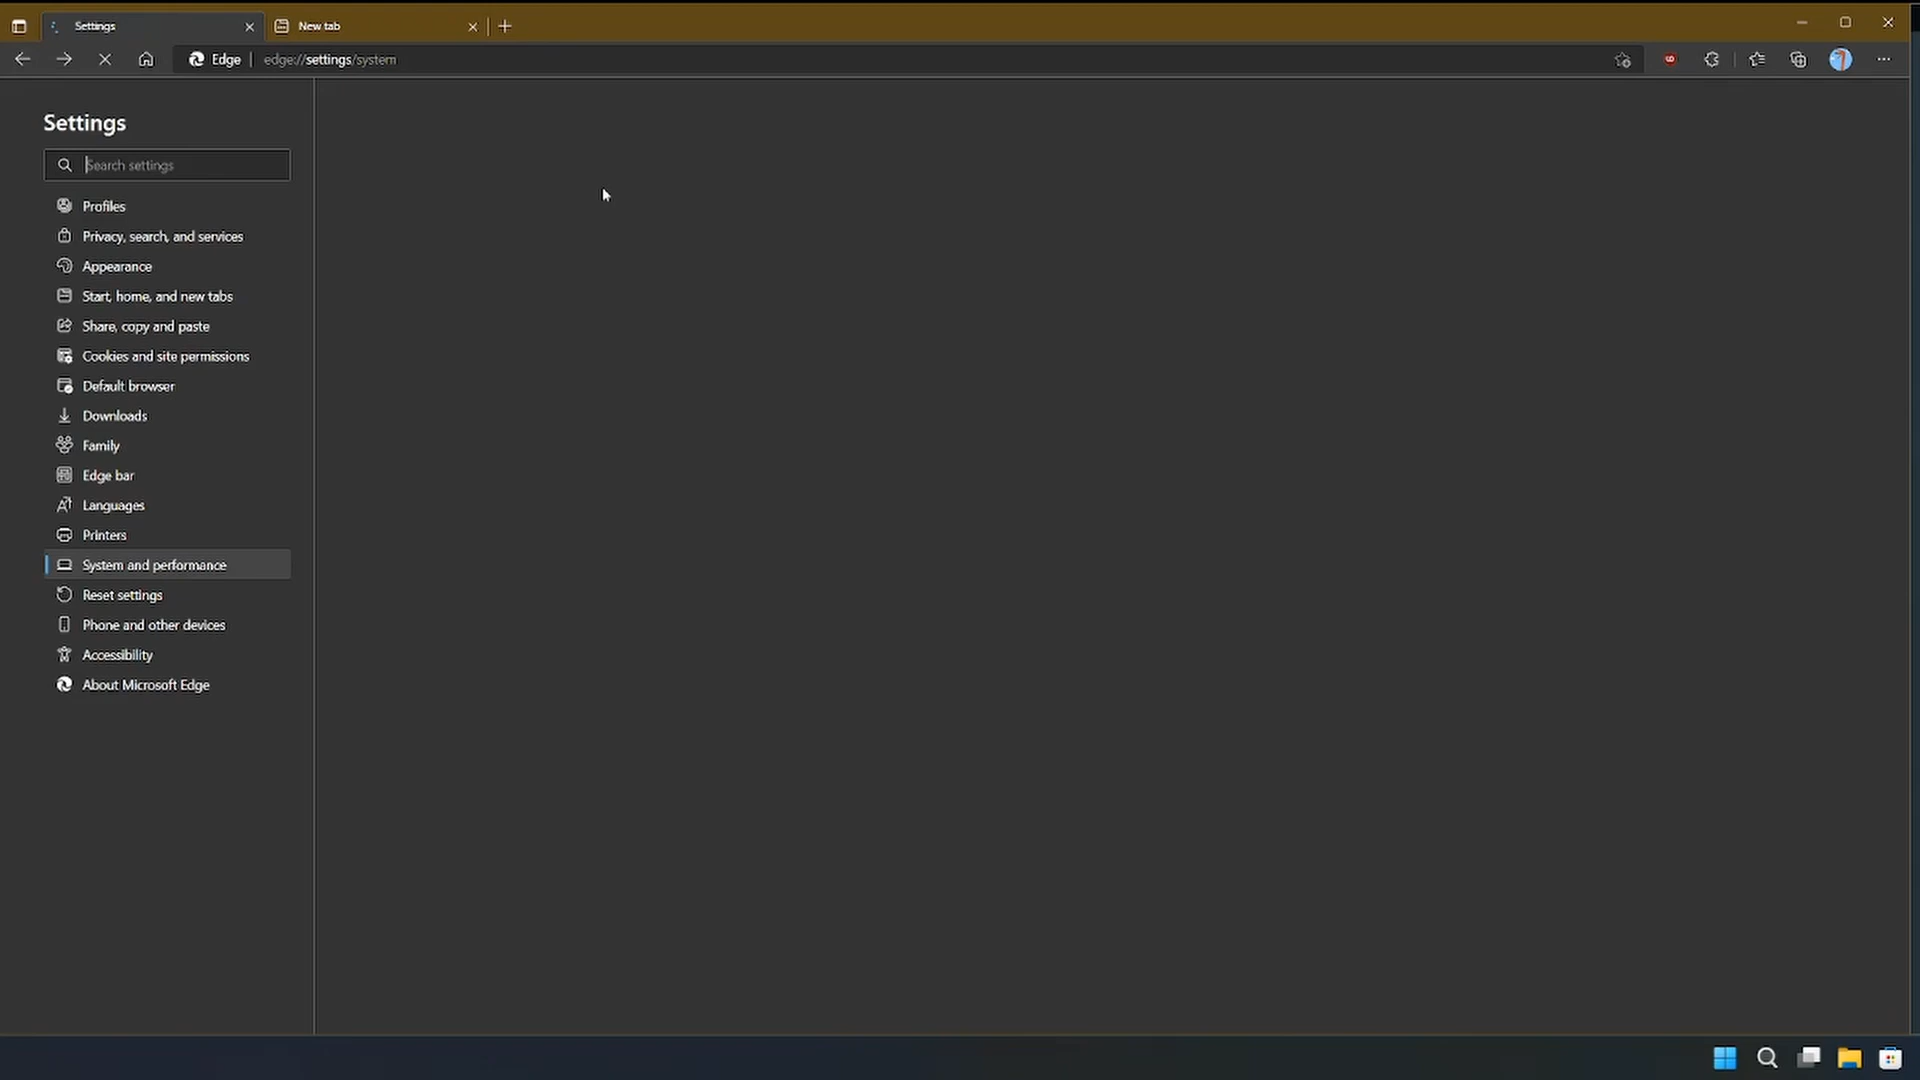 Settings
New tab
Edge
edge://settings/system
Settings
Search settings
Profiles
Privacy, search, and services
Appearance
Start, home, and new tabs
Share, copy and paste
Cookies and site permissions
Default browser
Downloads
Family
Edge bar
Languages
Printers
System and performance
Reset settings
Phone and other devices
Accessibility
About Microsoft Edge